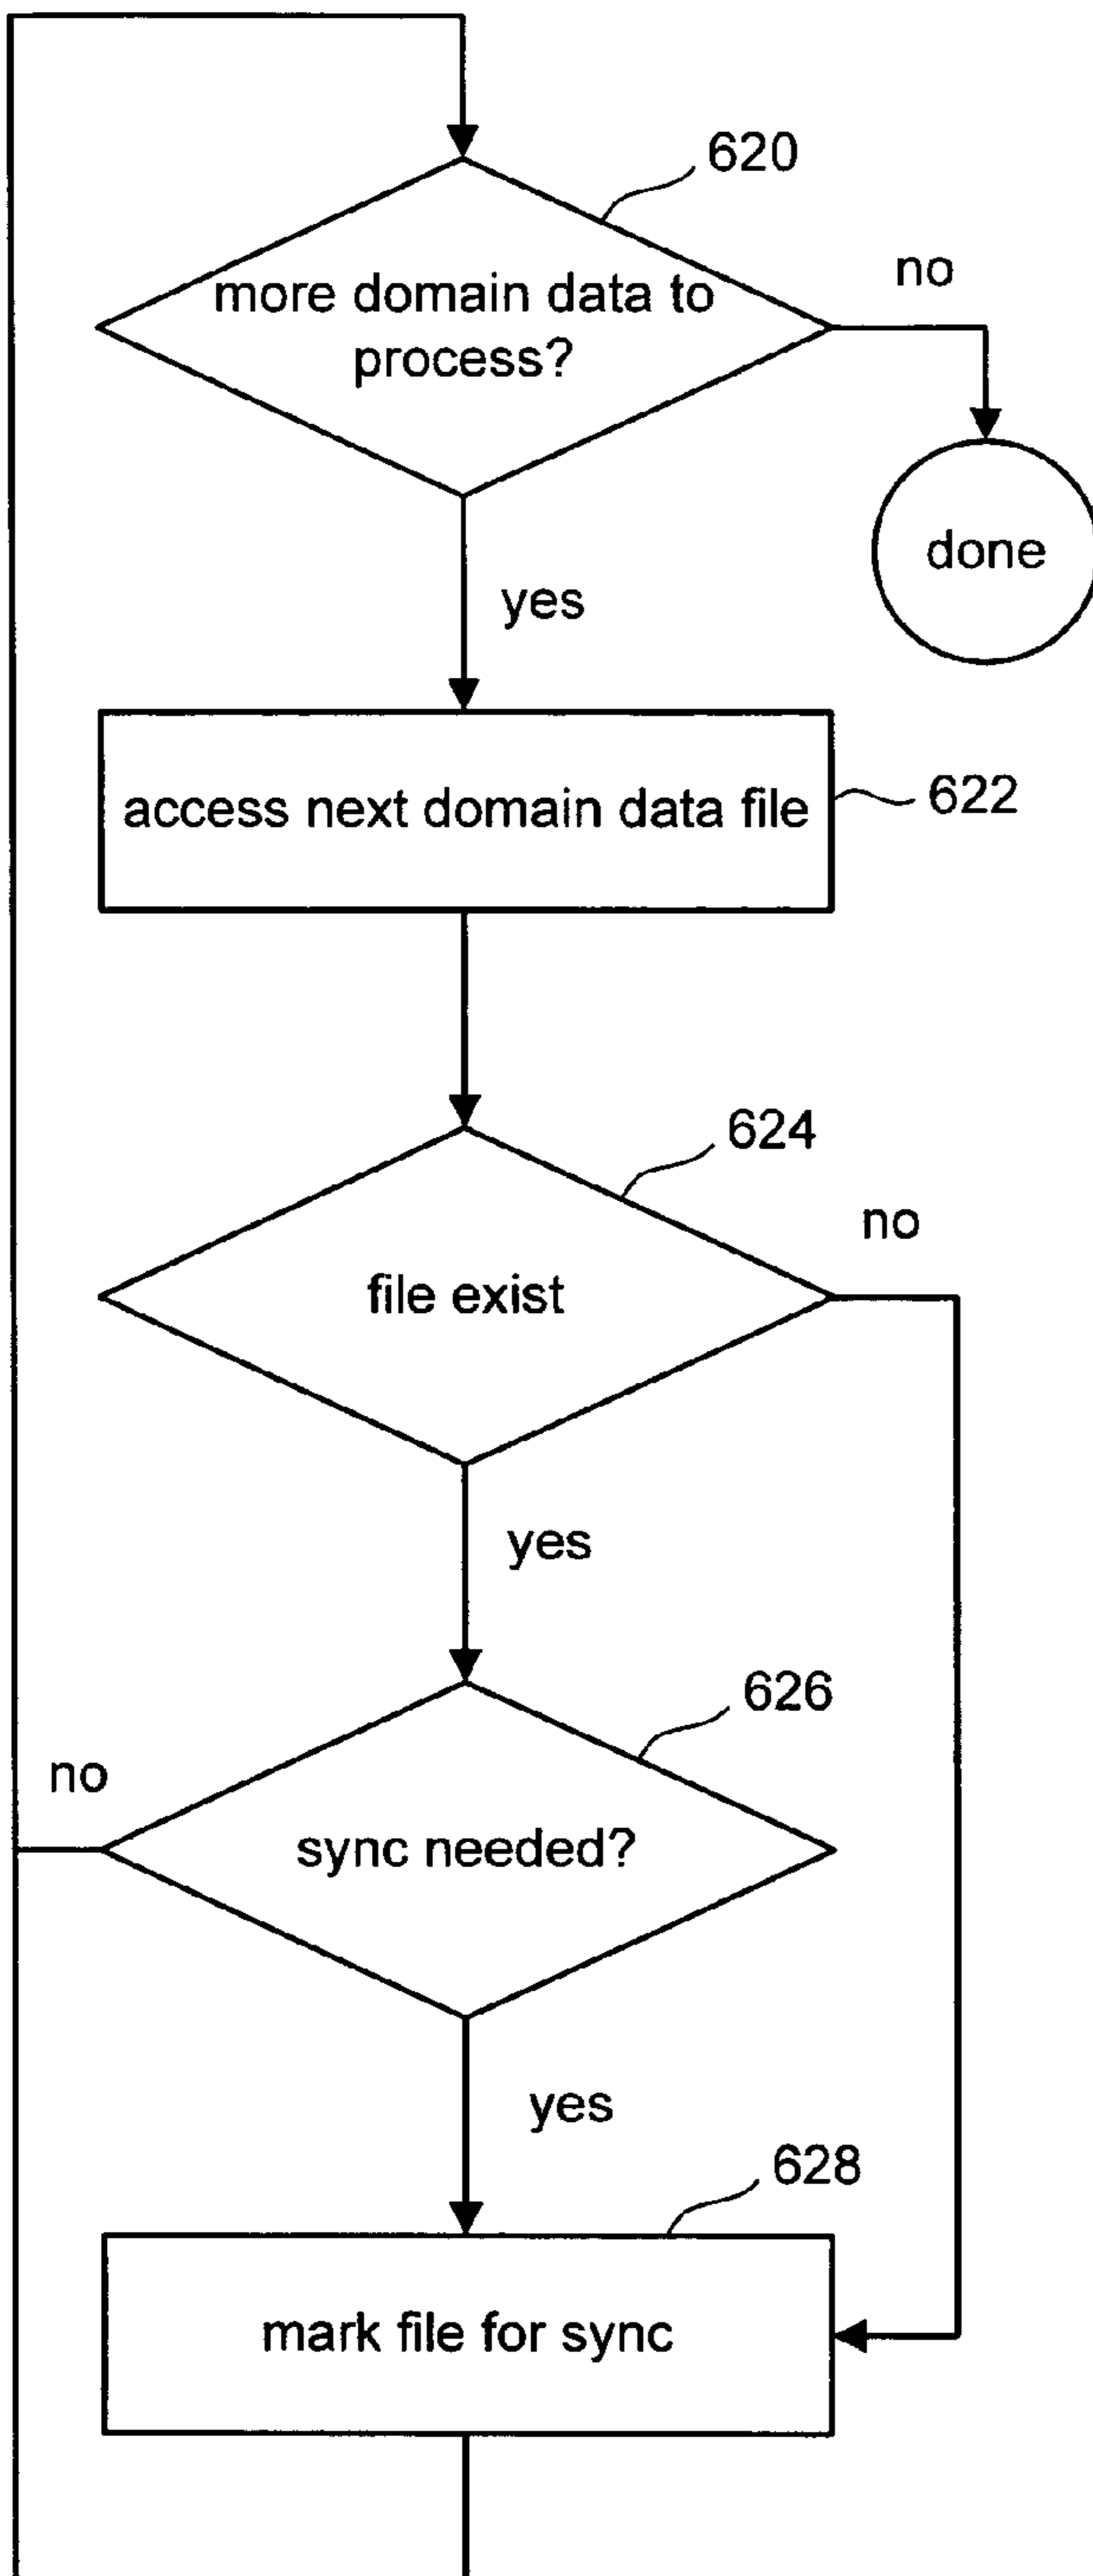 620
more domain data to
process?
no
done
yes
access next domain data file
622
624
no
file exist
yes
626
no
sync needed?
yes
628
mark file for sync